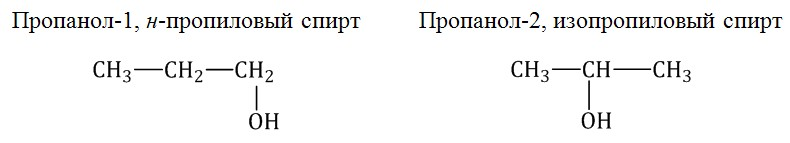 Пропанол-1, н-пропиловый спирт
CH₃—CH₂—CH₂
OH
Пропанол-2, изопропиловый спирт
CH₃—CH—CH₃
OH